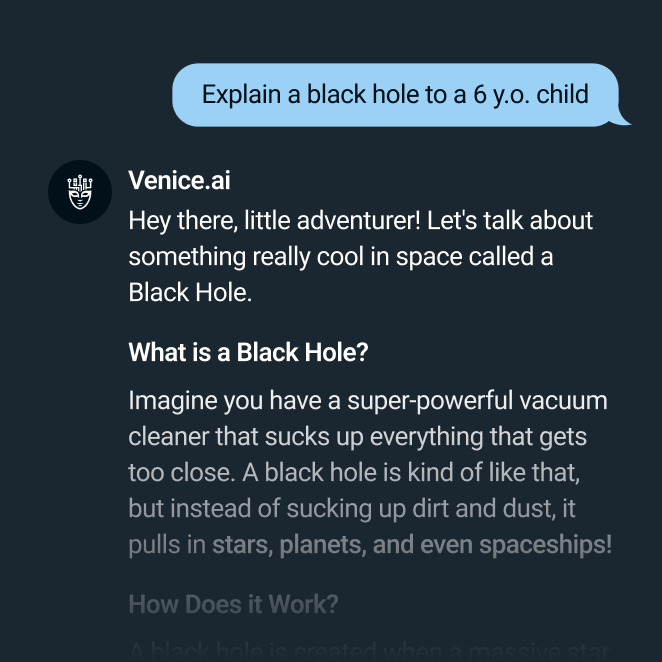 Explain a black hole to a 6 y.o. child
Venice.ai
Hey there, little adventurer! Let's talk about
something really cool in space called a
Black Hole.
What is a Black Hole?
Imagine you have a super-powerful vacuum
cleaner that sucks up everything that gets
too close. A black hole is kind of like that,
but instead of sucking up dirt and dust, it
pulls in stars, planets, and even spaceships!
How Does it Work?
A black hole is created when a massive star